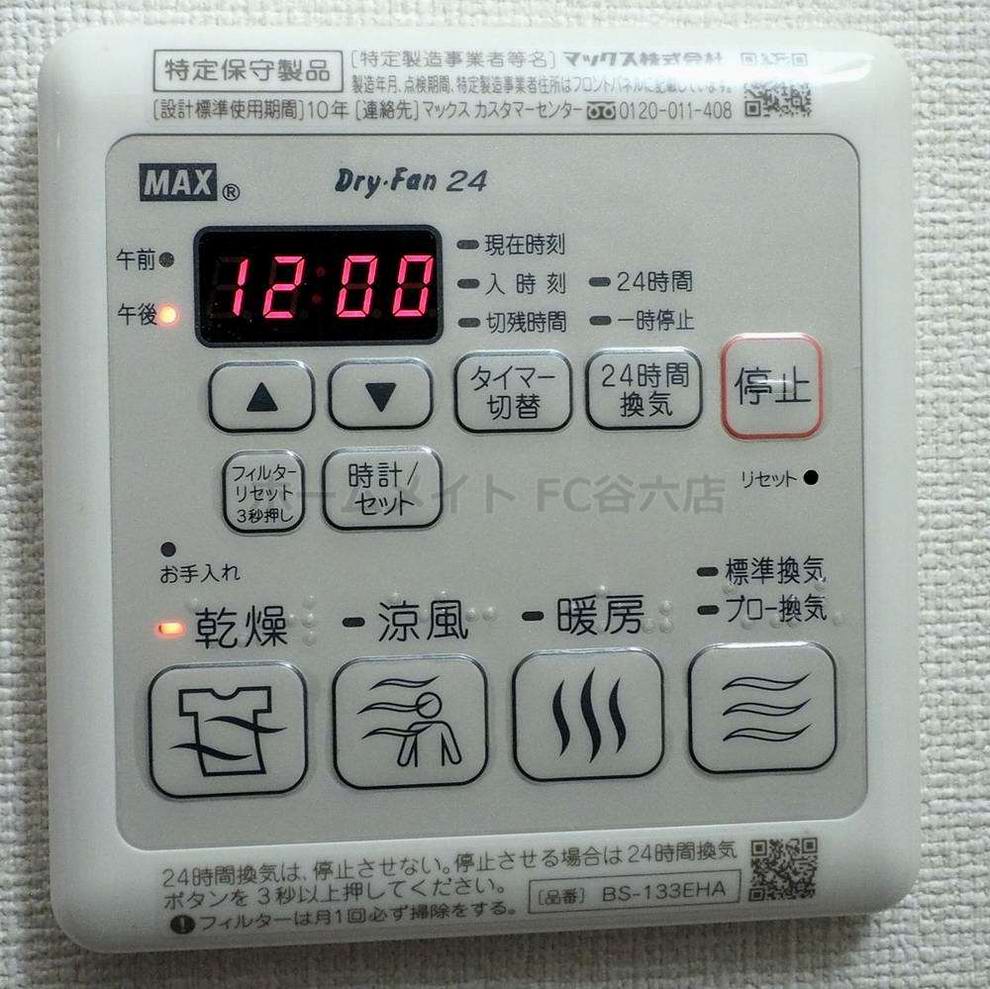 特定保守製品
[特定製造事業者等名] マックス株式会社
製造年月、点検期間、特定製造事業者住所はフロントパネルに記載しています。
[設計標準使用期間]10年 [連絡先]マックス カスタマーセンター 0120-011-408
MAX®
Dry・Fan 24
午前
午後
12:00
現在時刻
入時刻
24時間
切残時間
一時停止
▲
▼
タイマー
切替
24時間
換気
停止
フィルター
リセット
3秒押し
時計/
セット
リセット
ホームメイト FC谷六店
お手入れ
標準換気
ブロー換気
乾燥
涼風
暖房
24時間換気は、停止させない。停止させる場合は24時間換気
ボタンを3秒以上押してください。
[品番] BS-133EHA
フィルターは月1回必ず掃除をする。